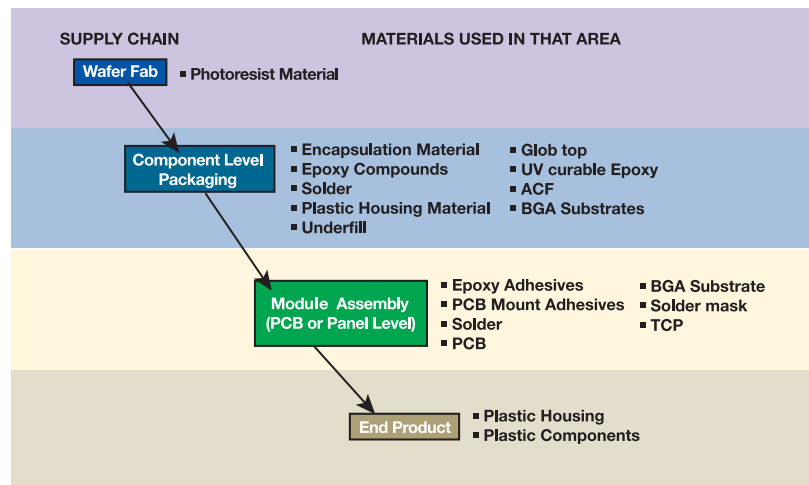 SUPPLY CHAIN
MATERIALS USED IN THAT AREA
Wafer Fab
▪ Photoresist Material
Component Level
Packaging
▪ Encapsulation Material
▪ Epoxy Compounds
▪ Solder
▪ Plastic Housing Material
▪ Underfill
▪ Glob top
▪ UV curable Epoxy
▪ ACF
▪ BGA Substrates
Module Assembly
(PCB or Panel Level)
▪ Epoxy Adhesives
▪ PCB Mount Adhesives
▪ Solder
▪ PCB
▪ BGA Substrate
▪ Solder mask
▪ TCP
End Product
▪ Plastic Housing
▪ Plastic Components